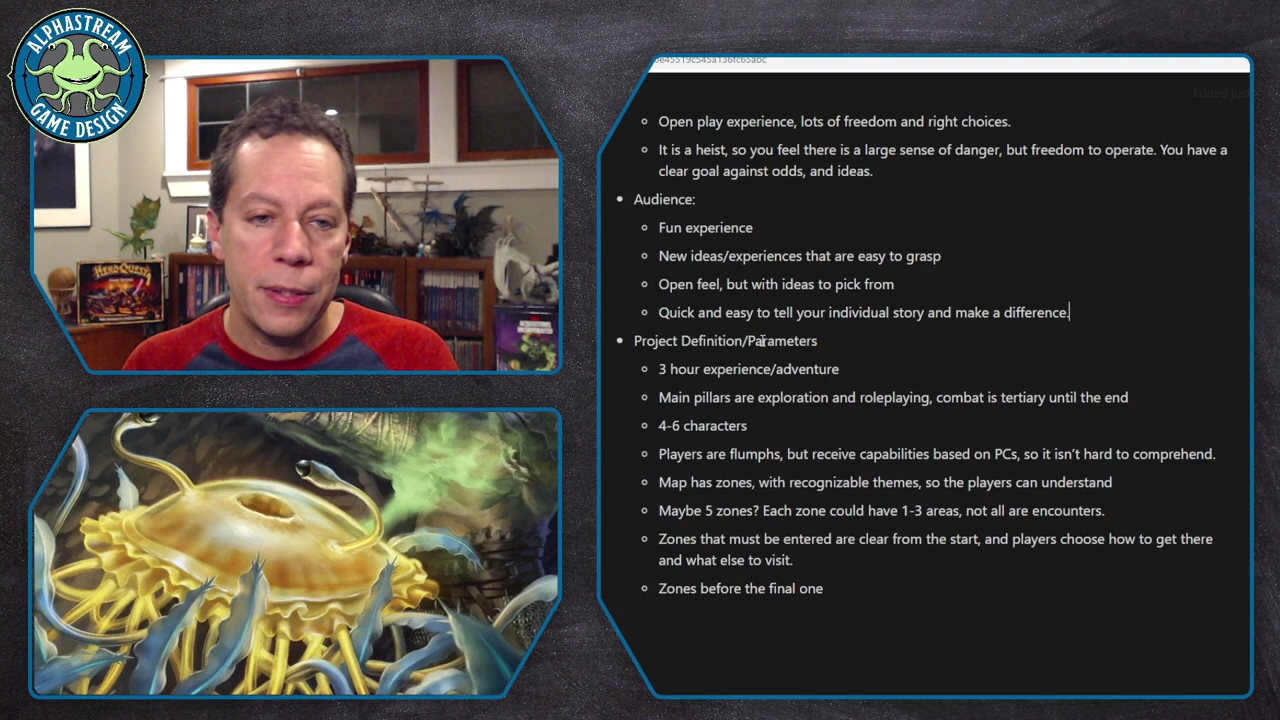 ALPHASTREAM
GAME DESIGN
HEROQUEST
Edited just
Open play experience, lots of freedom and right choices.
It is a heist, so you feel there is a large sense of danger, but freedom to operate. You have a
clear goal against odds, and ideas.
Audience:
Fun experience
New ideas/experiences that are easy to grasp
Open feel, but with ideas to pick from
Quick and easy to tell your individual story and make a difference.
Project Definition/Parameters
3 hour experience/adventure
Main pillars are exploration and roleplaying, combat is tertiary until the end
4-6 characters
Players are flumphs, but receive capabilities based on PCs, so it isn't hard to comprehend.
Map has zones, with recognizable themes, so the players can understand
Maybe 5 zones? Each zone could have 1-3 areas, not all are encounters.
Zones that must be entered are clear from the start, and players choose how to get there
and what else to visit.
Zones before the final one